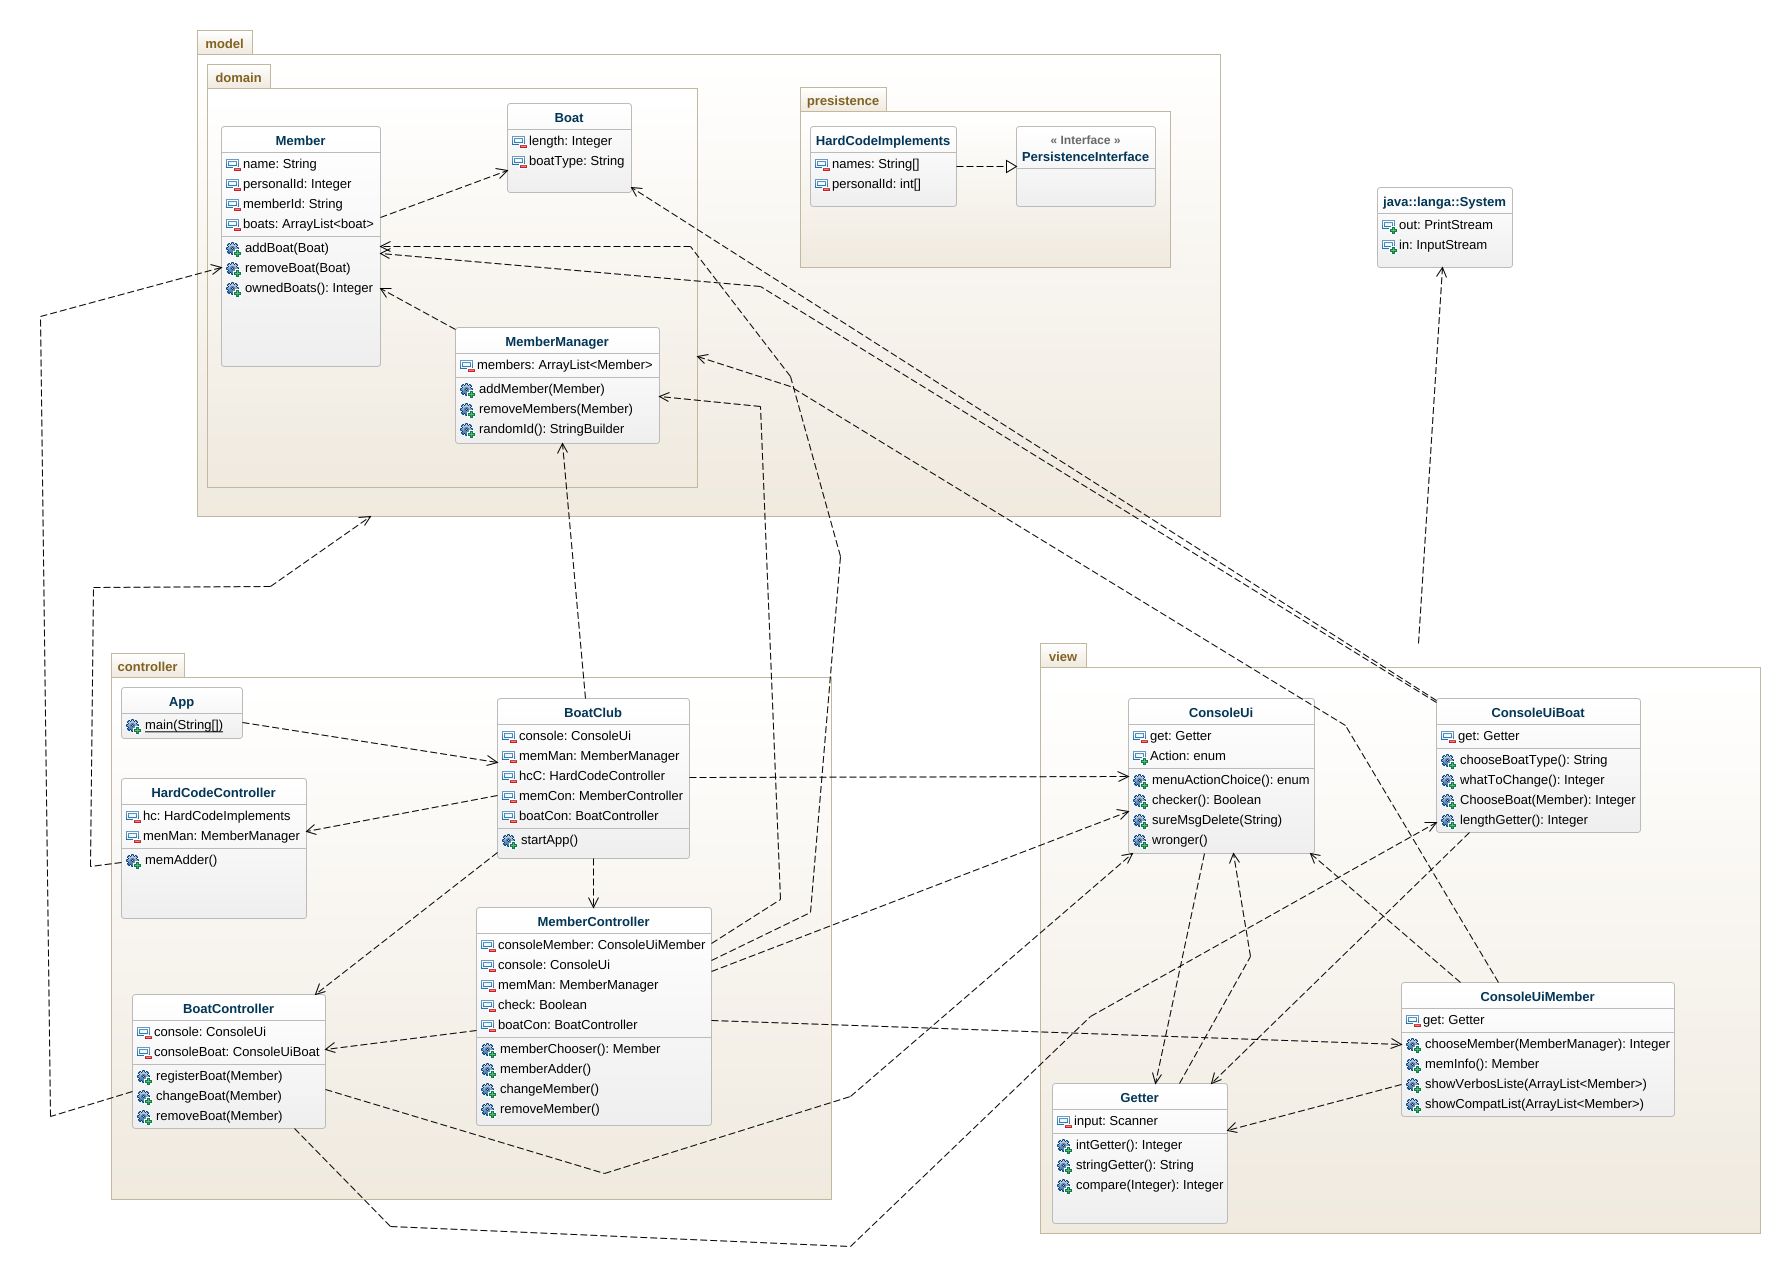 model
domain
Member
name: String
personalId: Integer
memberId: String
boats: ArrayList<boat>
addBoat(Boat)
removeBoat(Boat)
ownedBoats(): Integer
Boat
length: Integer
boatType: String
MemberManager
members: ArrayList<Member>
addMember(Member)
removeMembers(Member)
randomId(): StringBuilder
presistence
HardCodeImplements
names: String[]
personalId: int[]
« Interface »
PersistenceInterface
java::langa::System
out: PrintStream
in: InputStream
controller
App
main(String[])
HardCodeController
hc: HardCodeImplements
menMan: MemberManager
memAdder()
BoatClub
console: ConsoleUi
memMan: MemberManager
hcC: HardCodeController
memCon: MemberController
boatCon: BoatController
startApp()
MemberController
consoleMember: ConsoleUiMember
console: ConsoleUi
memMan: MemberManager
check: Boolean
boatCon: BoatController
memberChooser(): Member
memberAdder()
changeMember()
removeMember()
BoatController
console: ConsoleUi
consoleBoat: ConsoleUiBoat
registerBoat(Member)
changeBoat(Member)
removeBoat(Member)
view
ConsoleUi
get: Getter
Action: enum
menuActionChoice(): enum
checker(): Boolean
sureMsgDelete(String)
wronger()
ConsoleUiBoat
get: Getter
chooseBoatType(): String
whatToChange(): Integer
ChooseBoat(Member): Integer
lengthGetter(): Integer
ConsoleUiMember
get: Getter
chooseMember(MemberManager): Integer
memInfo(): Member
showVerbosListe(ArrayList<Member>)
showCompatList(ArrayList<Member>)
Getter
input: Scanner
intGetter(): Integer
stringGetter(): String
compare(Integer): Integer